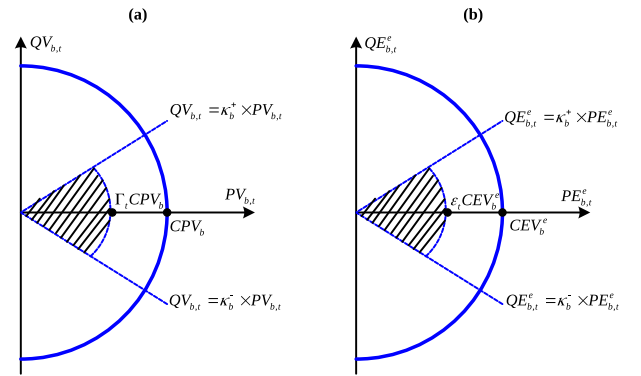 (a)
QV_{b,t}
QV_{b,t} = κ_b^+ × PV_{b,t}
PV_{b,t}
Γ_t CPV_b
CPV_b
QV_{b,t} = κ_b^- × PV_{b,t}
(b)
QE_{b,t}^e
QE_{b,t}^e = κ_b^+ × PE_{b,t}^e
PE_{b,t}^e
ε_t CEV_b^e
CEV_b^e
QE_{b,t}^e = κ_b^- × PE_{b,t}^e